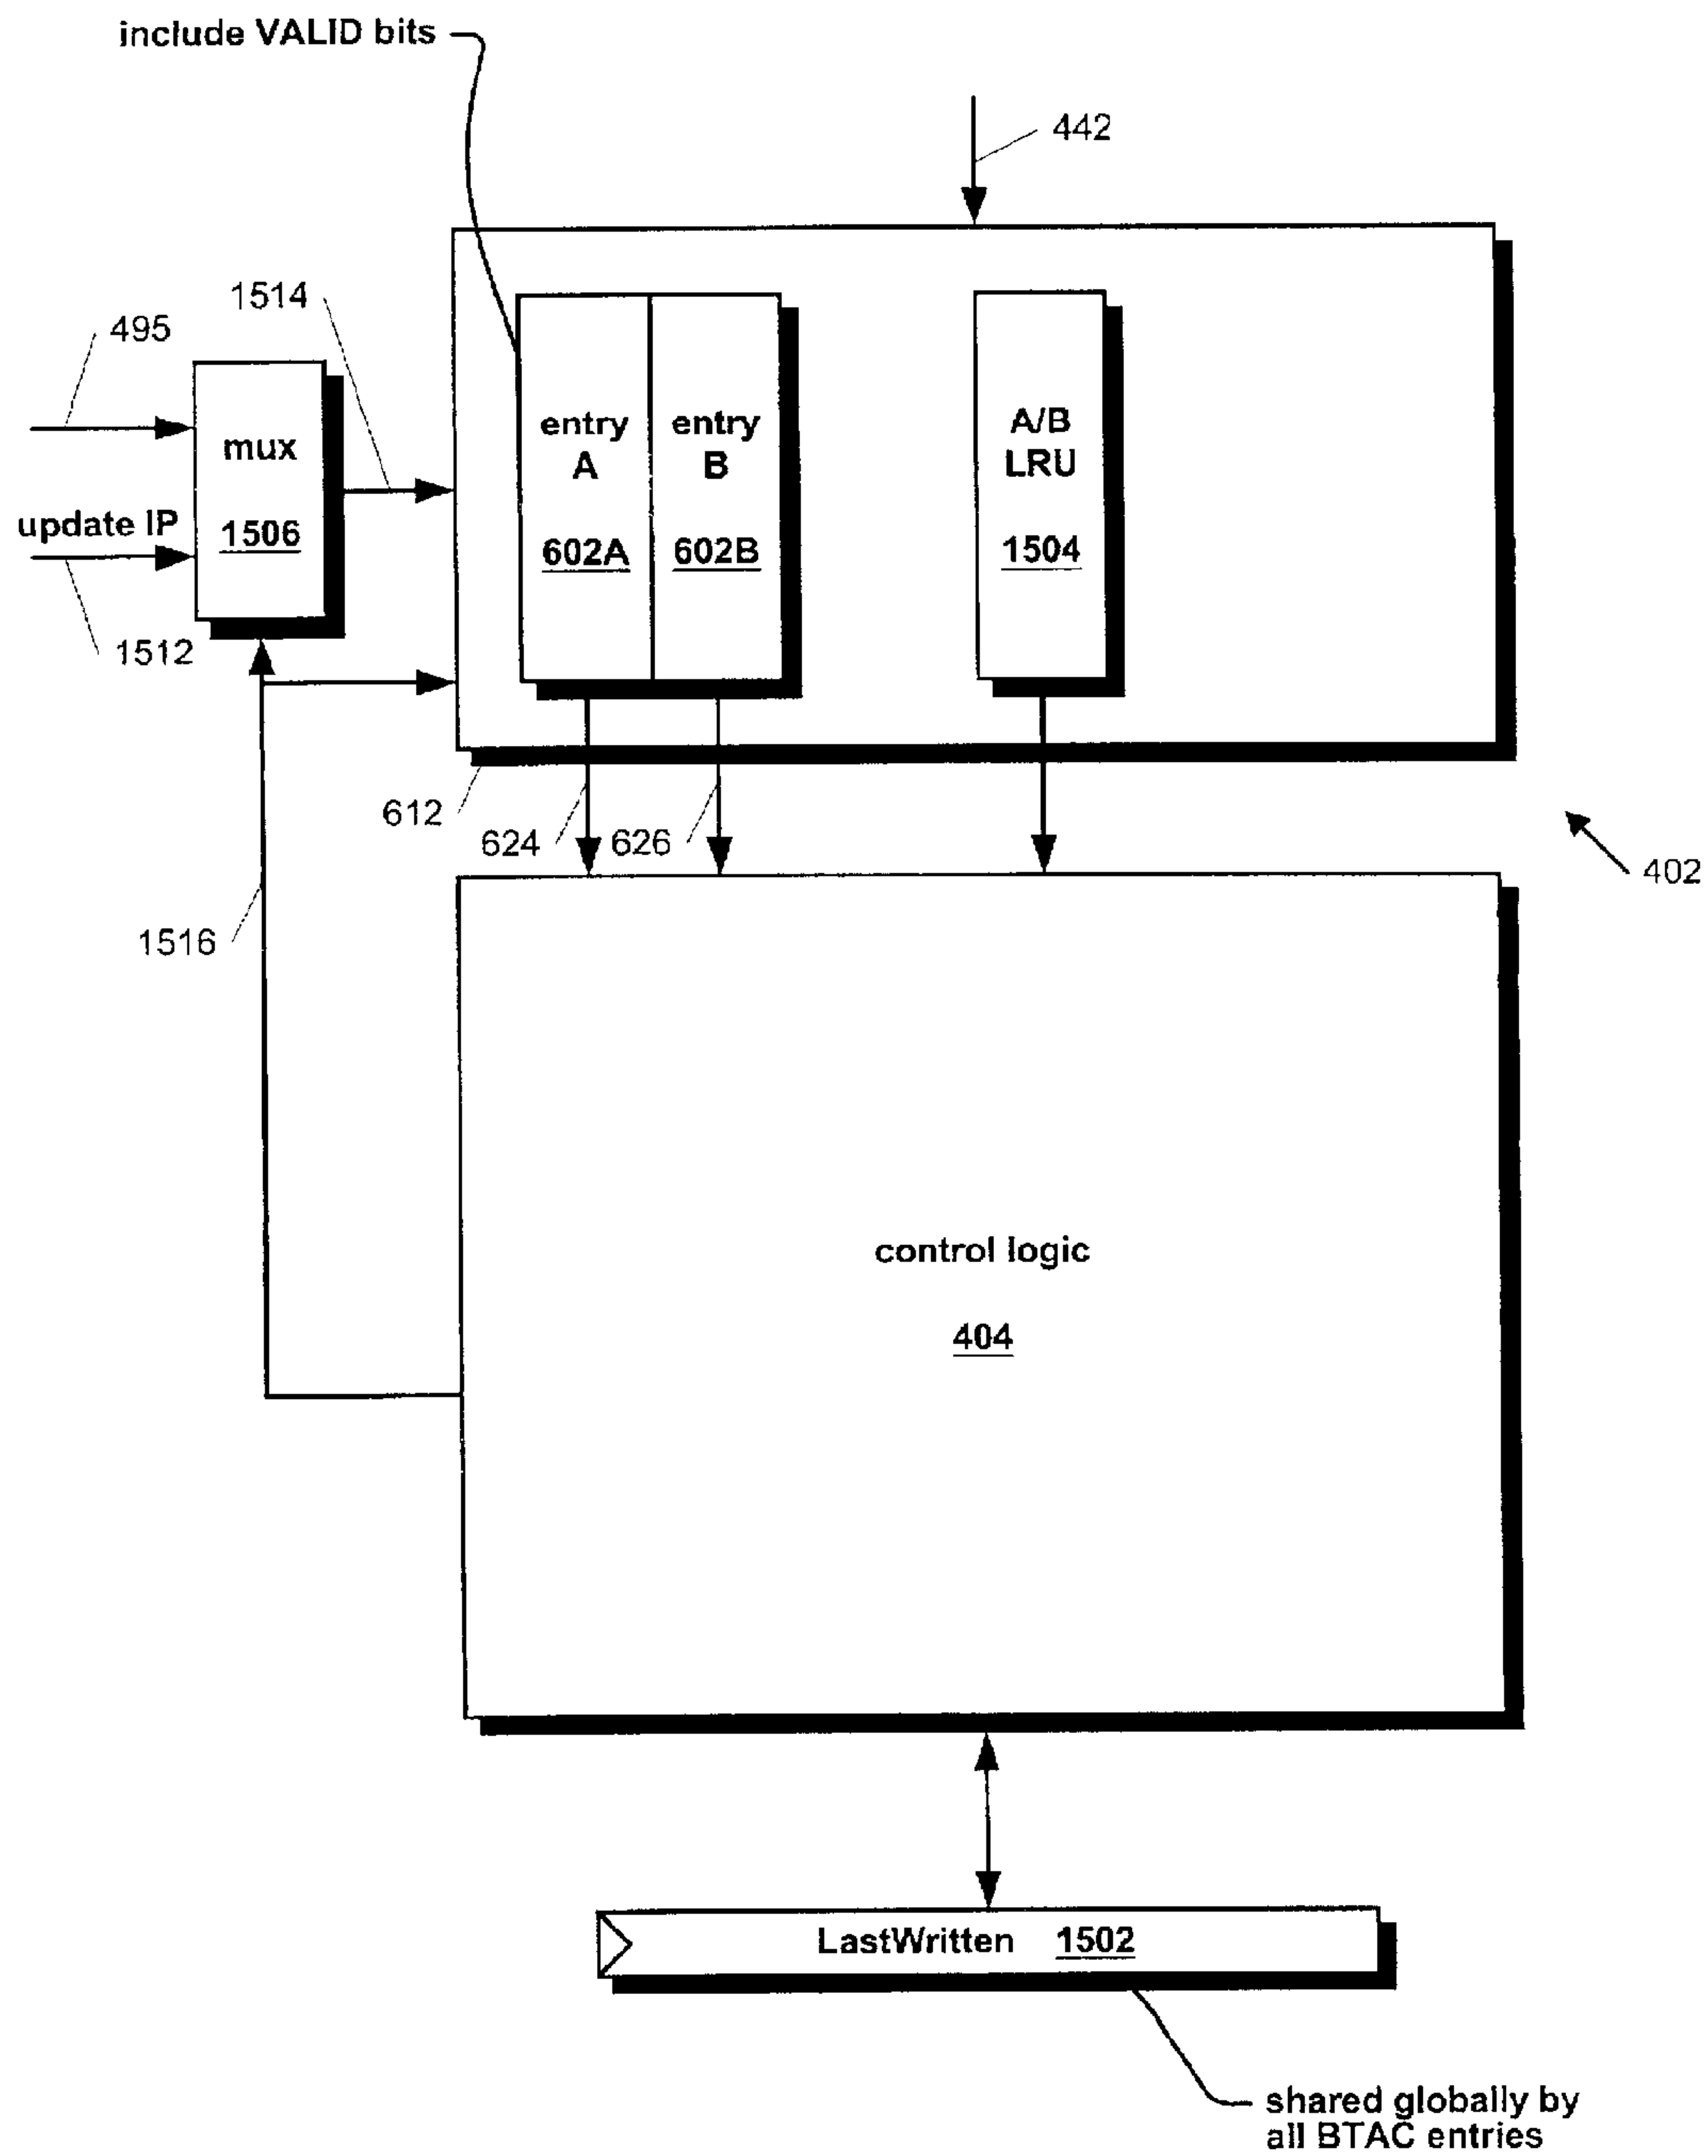 include VALID bits
442
1514
495
mux
1506
update IP
1512
entry
A
602A
entry
B
602B
A/B
LRU
1504
612
624
626
402
1516
control logic
404
LastWritten 1502
shared globally by
all BTAC entries